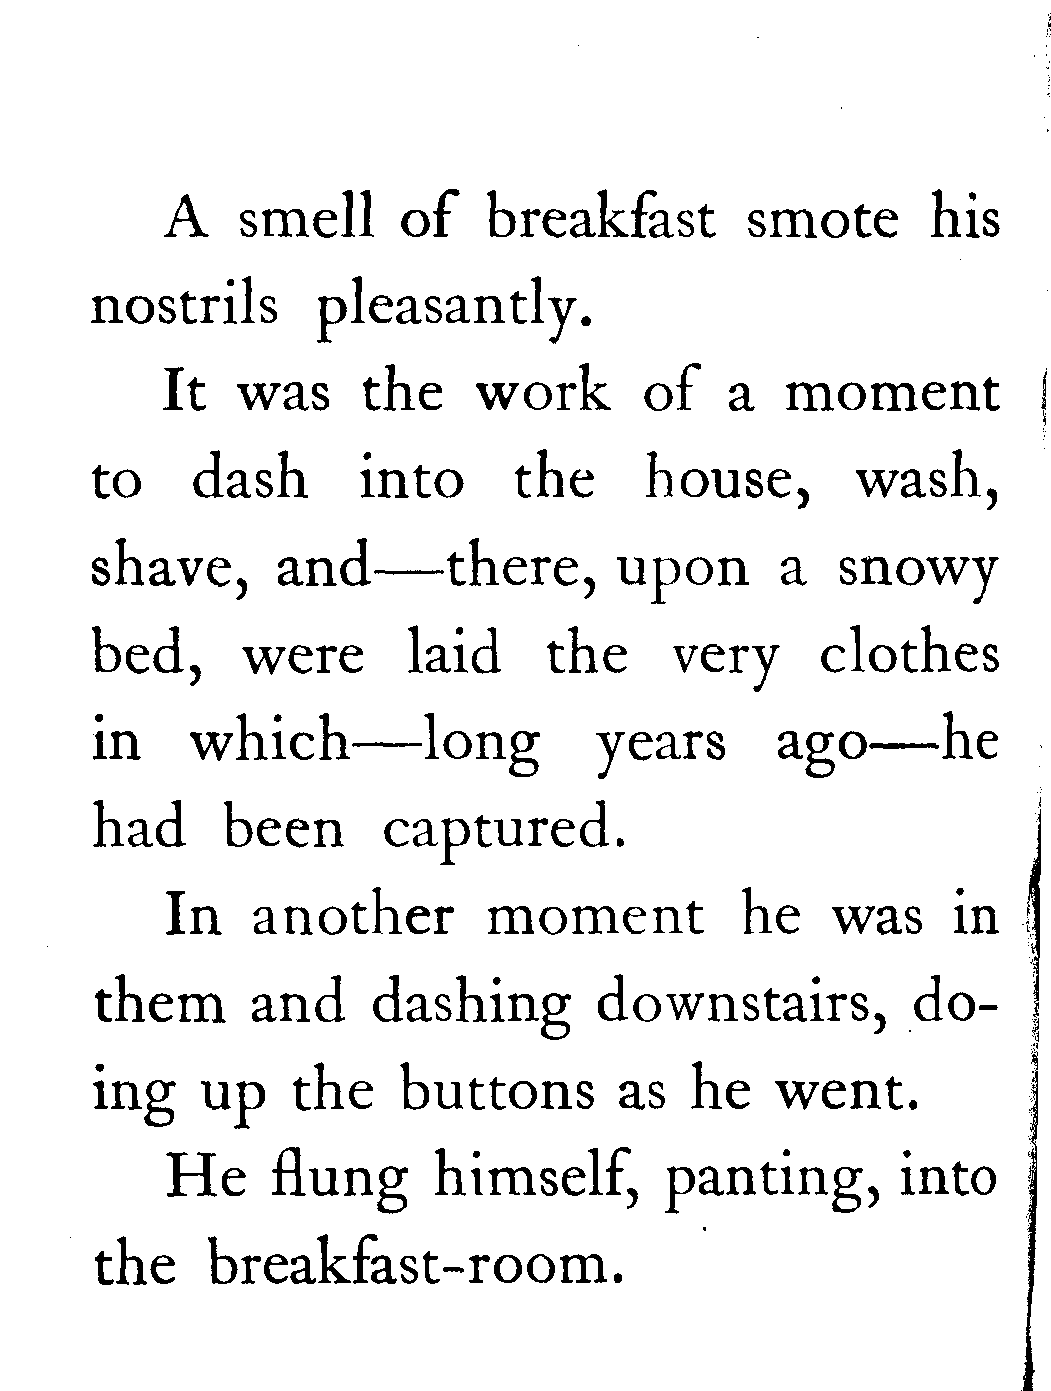 A smell of breakfast smote his
nostrils pleasantly.
It was the work of a moment
to dash into the house, wash,
shave, and—there, upon a snowy
bed, were laid the very clothes
in which—long years ago—he
had been captured.
In another moment he was in
them and dashing downstairs, do-
ing up the buttons as he went.
He flung himself, panting, into
the breakfast-room.